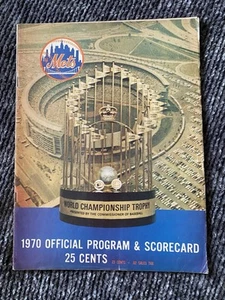 Mets
WORLD CHAMPIONSHIP TROPHY
PRESENTED BY THE COMMISSIONER OF BASEBALL
1970 OFFICIAL PROGRAM & SCORECARD
25 CENTS